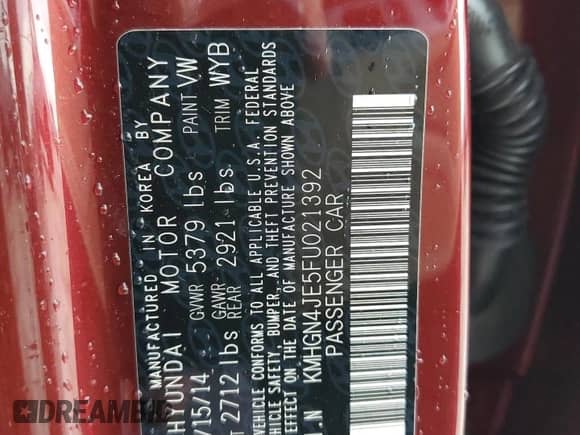 MANUFACTURED IN KOREA BY
HYUNDAI MOTOR COMPANY
/15/14 GVWR 5379 lbs PAINT VW
2712 lbs GAWR REAR 2921 lbs TRIM WYB
VEHICLE CONFORMS TO ALL APPLICABLE U.S.A. FEDERAL
VEHICLE SAFETY, BUMPER, AND THEFT PREVENTION STANDARDS
EFFECT ON THE DATE OF MANUFACTURE SHOWN ABOVE
I.N KMHGN4JE5FU021392
PASSENGER CAR
DREAMBID